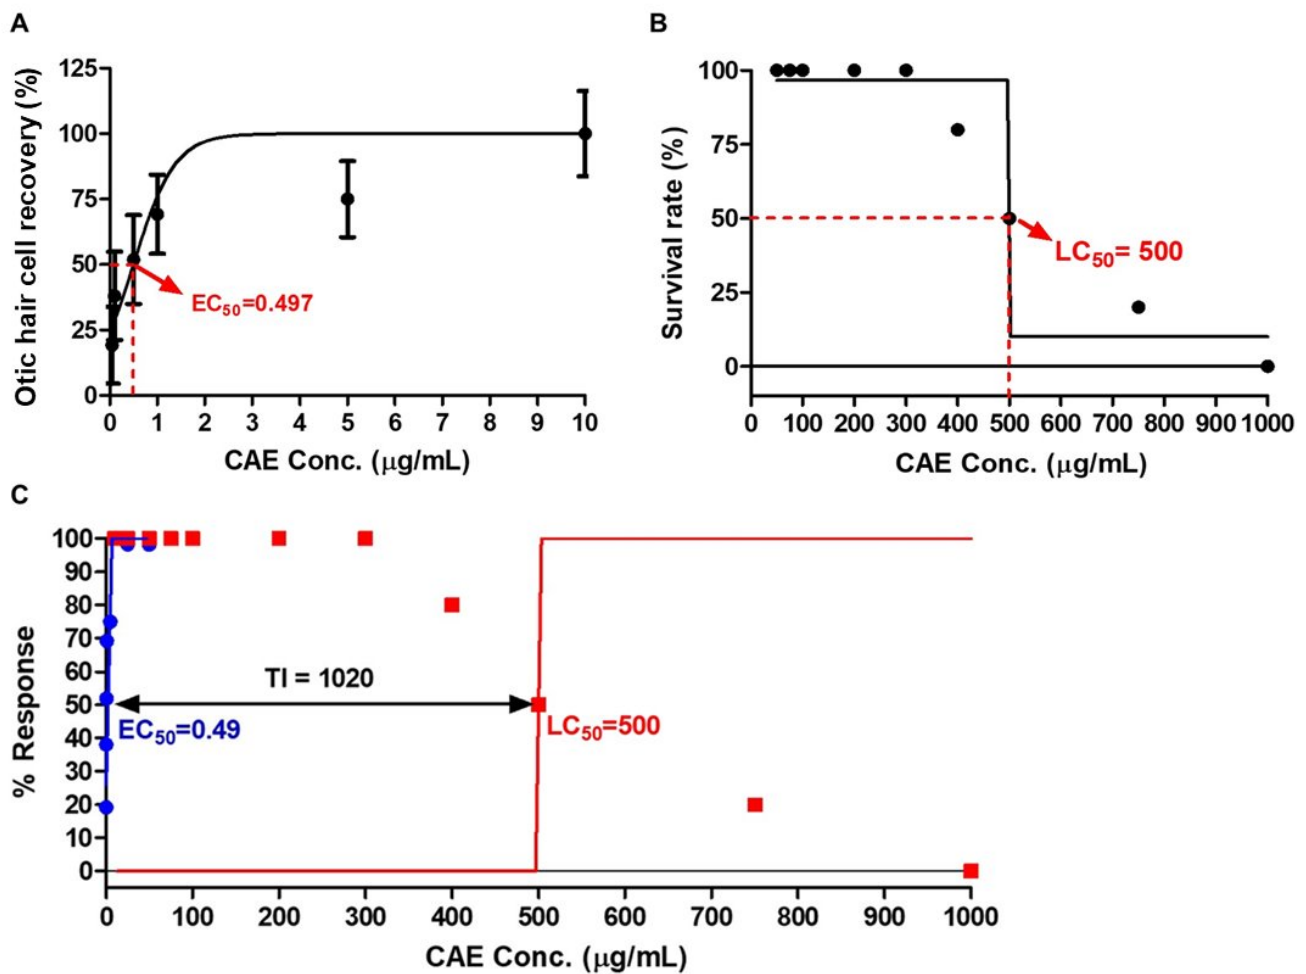 A
Otic hair cell recovery (%)
125
100
75
50
25
0
EC50=0.497
0 1 2 3 4 5 6 7 8 9 10
CAE Conc. (μg/mL)
B
Survival rate (%)
100
75
50
25
0
LC50= 500
0 100 200 300 400 500 600 700 800 900 1000
CAE Conc. (μg/mL)
C
% Response
100
90
80
70
60
50
40
30
20
10
0
TI = 1020
EC50=0.49
LC50=500
0 100 200 300 400 500 600 700 800 900 1000
CAE Conc. (μg/mL)